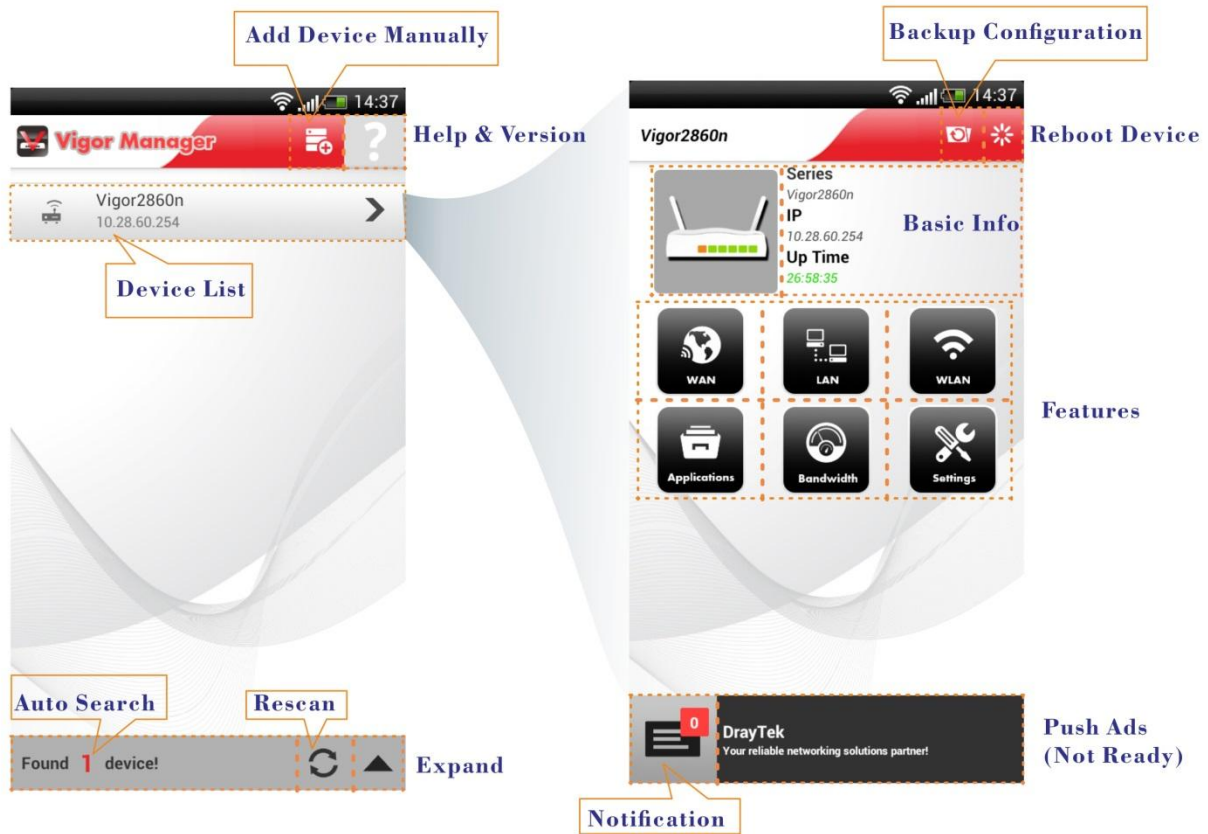 Add Device Manually
14:37
Vigor Manager
?
Help & Version
Vigor2860n
10.28.60.254
Device List
Auto Search
Rescan
Found 1 device!
Expand
Backup Configuration
14:37
Vigor2860n
Reboot Device
Series
Vigor2860n
IP
10.28.60.254
Up Time
26:58:35
Basic Info
WAN
LAN
WLAN
Applications
Bandwidth
Settings
Features
0
DrayTek
Your reliable networking solutions partner!
Push Ads
(Not Ready)
Notification